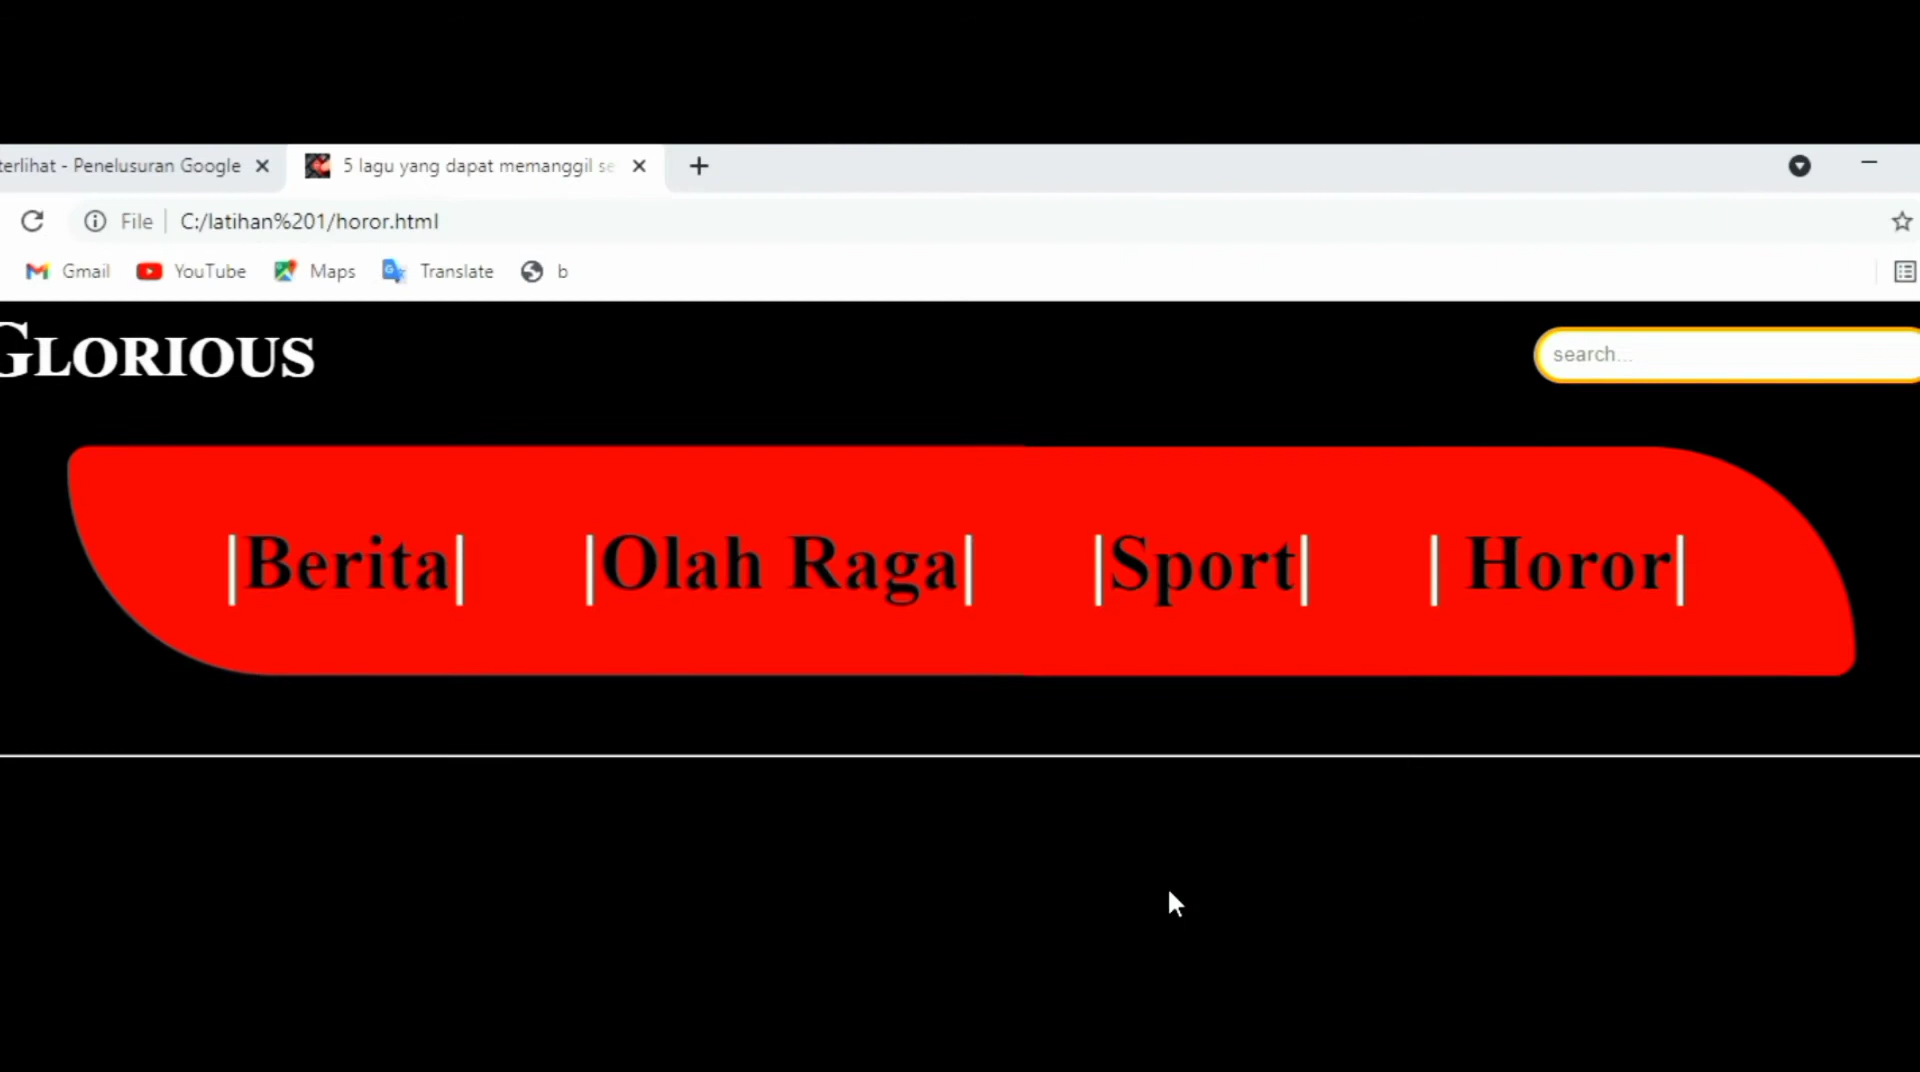 terlihat - Penelusuran Google
5 lagu yang dapat memanggil se
File C:/latihan%201/horor.html
Gmail YouTube Maps Translate b
Glorious search...
|Berita| |Olah Raga| |Sport| | Horor|